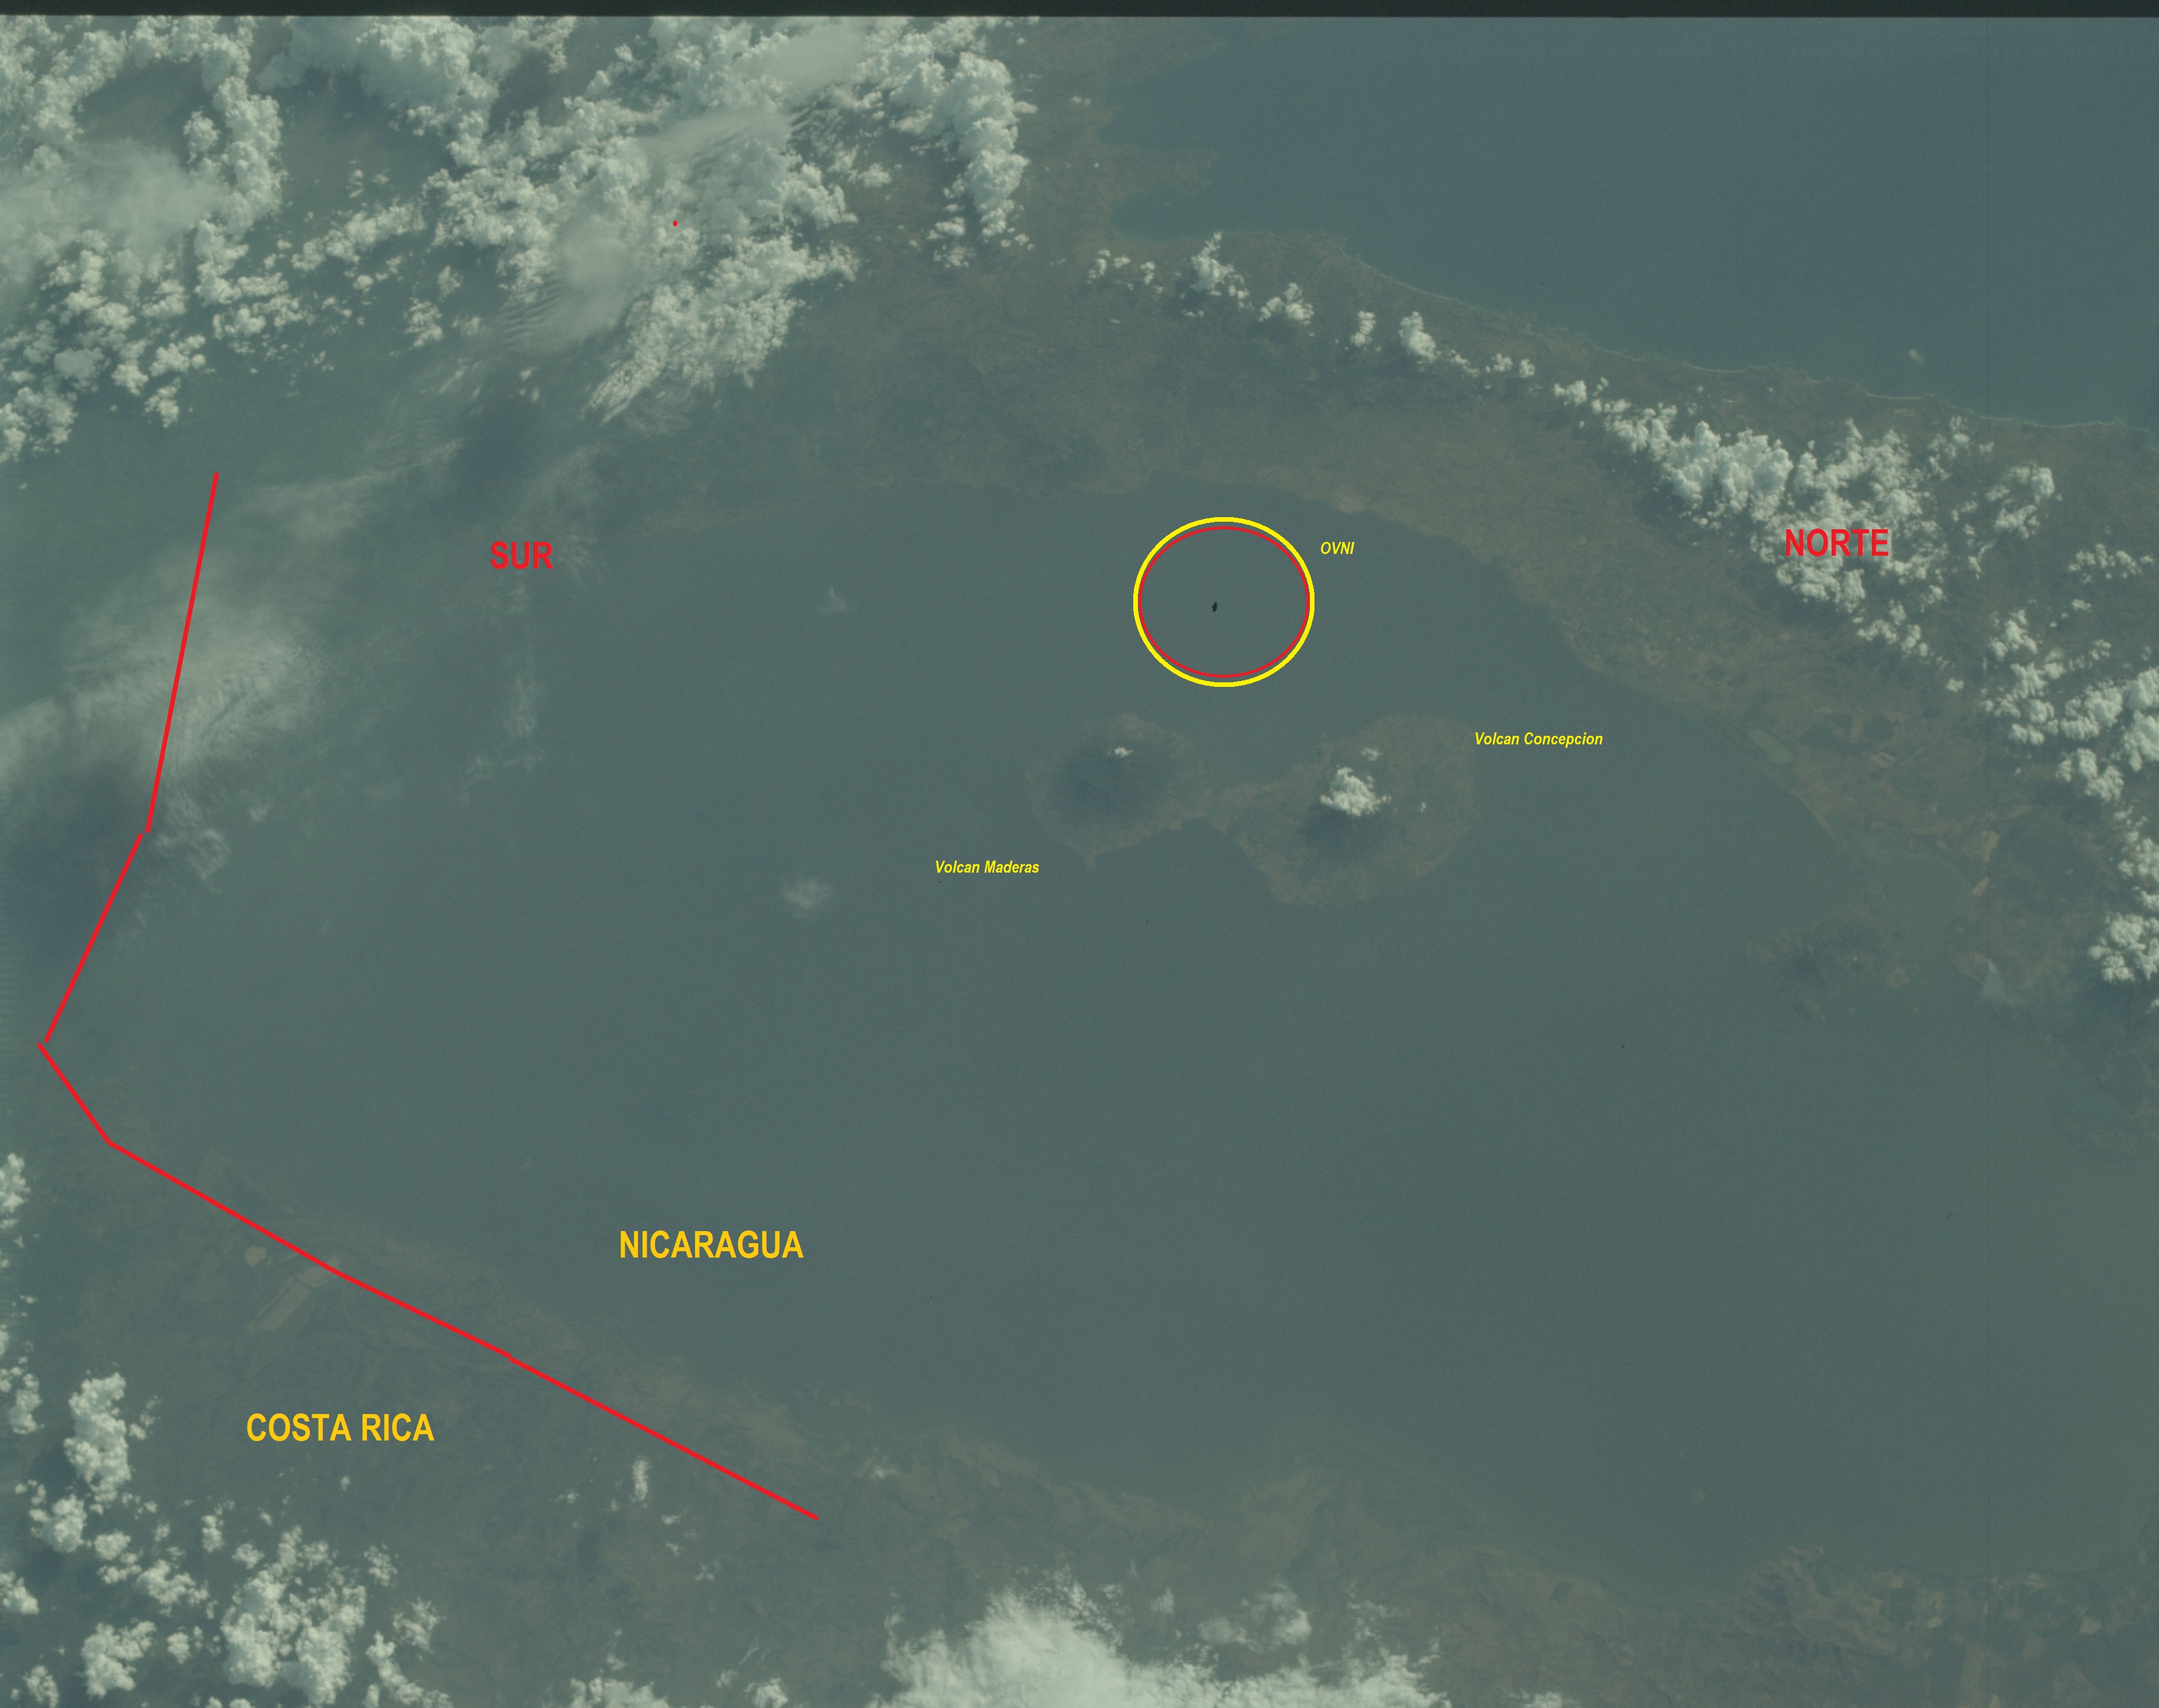 SUR
OVNI
NORTE
Volcan Concepcion
Volcan Maderas
NICARAGUA
COSTA RICA